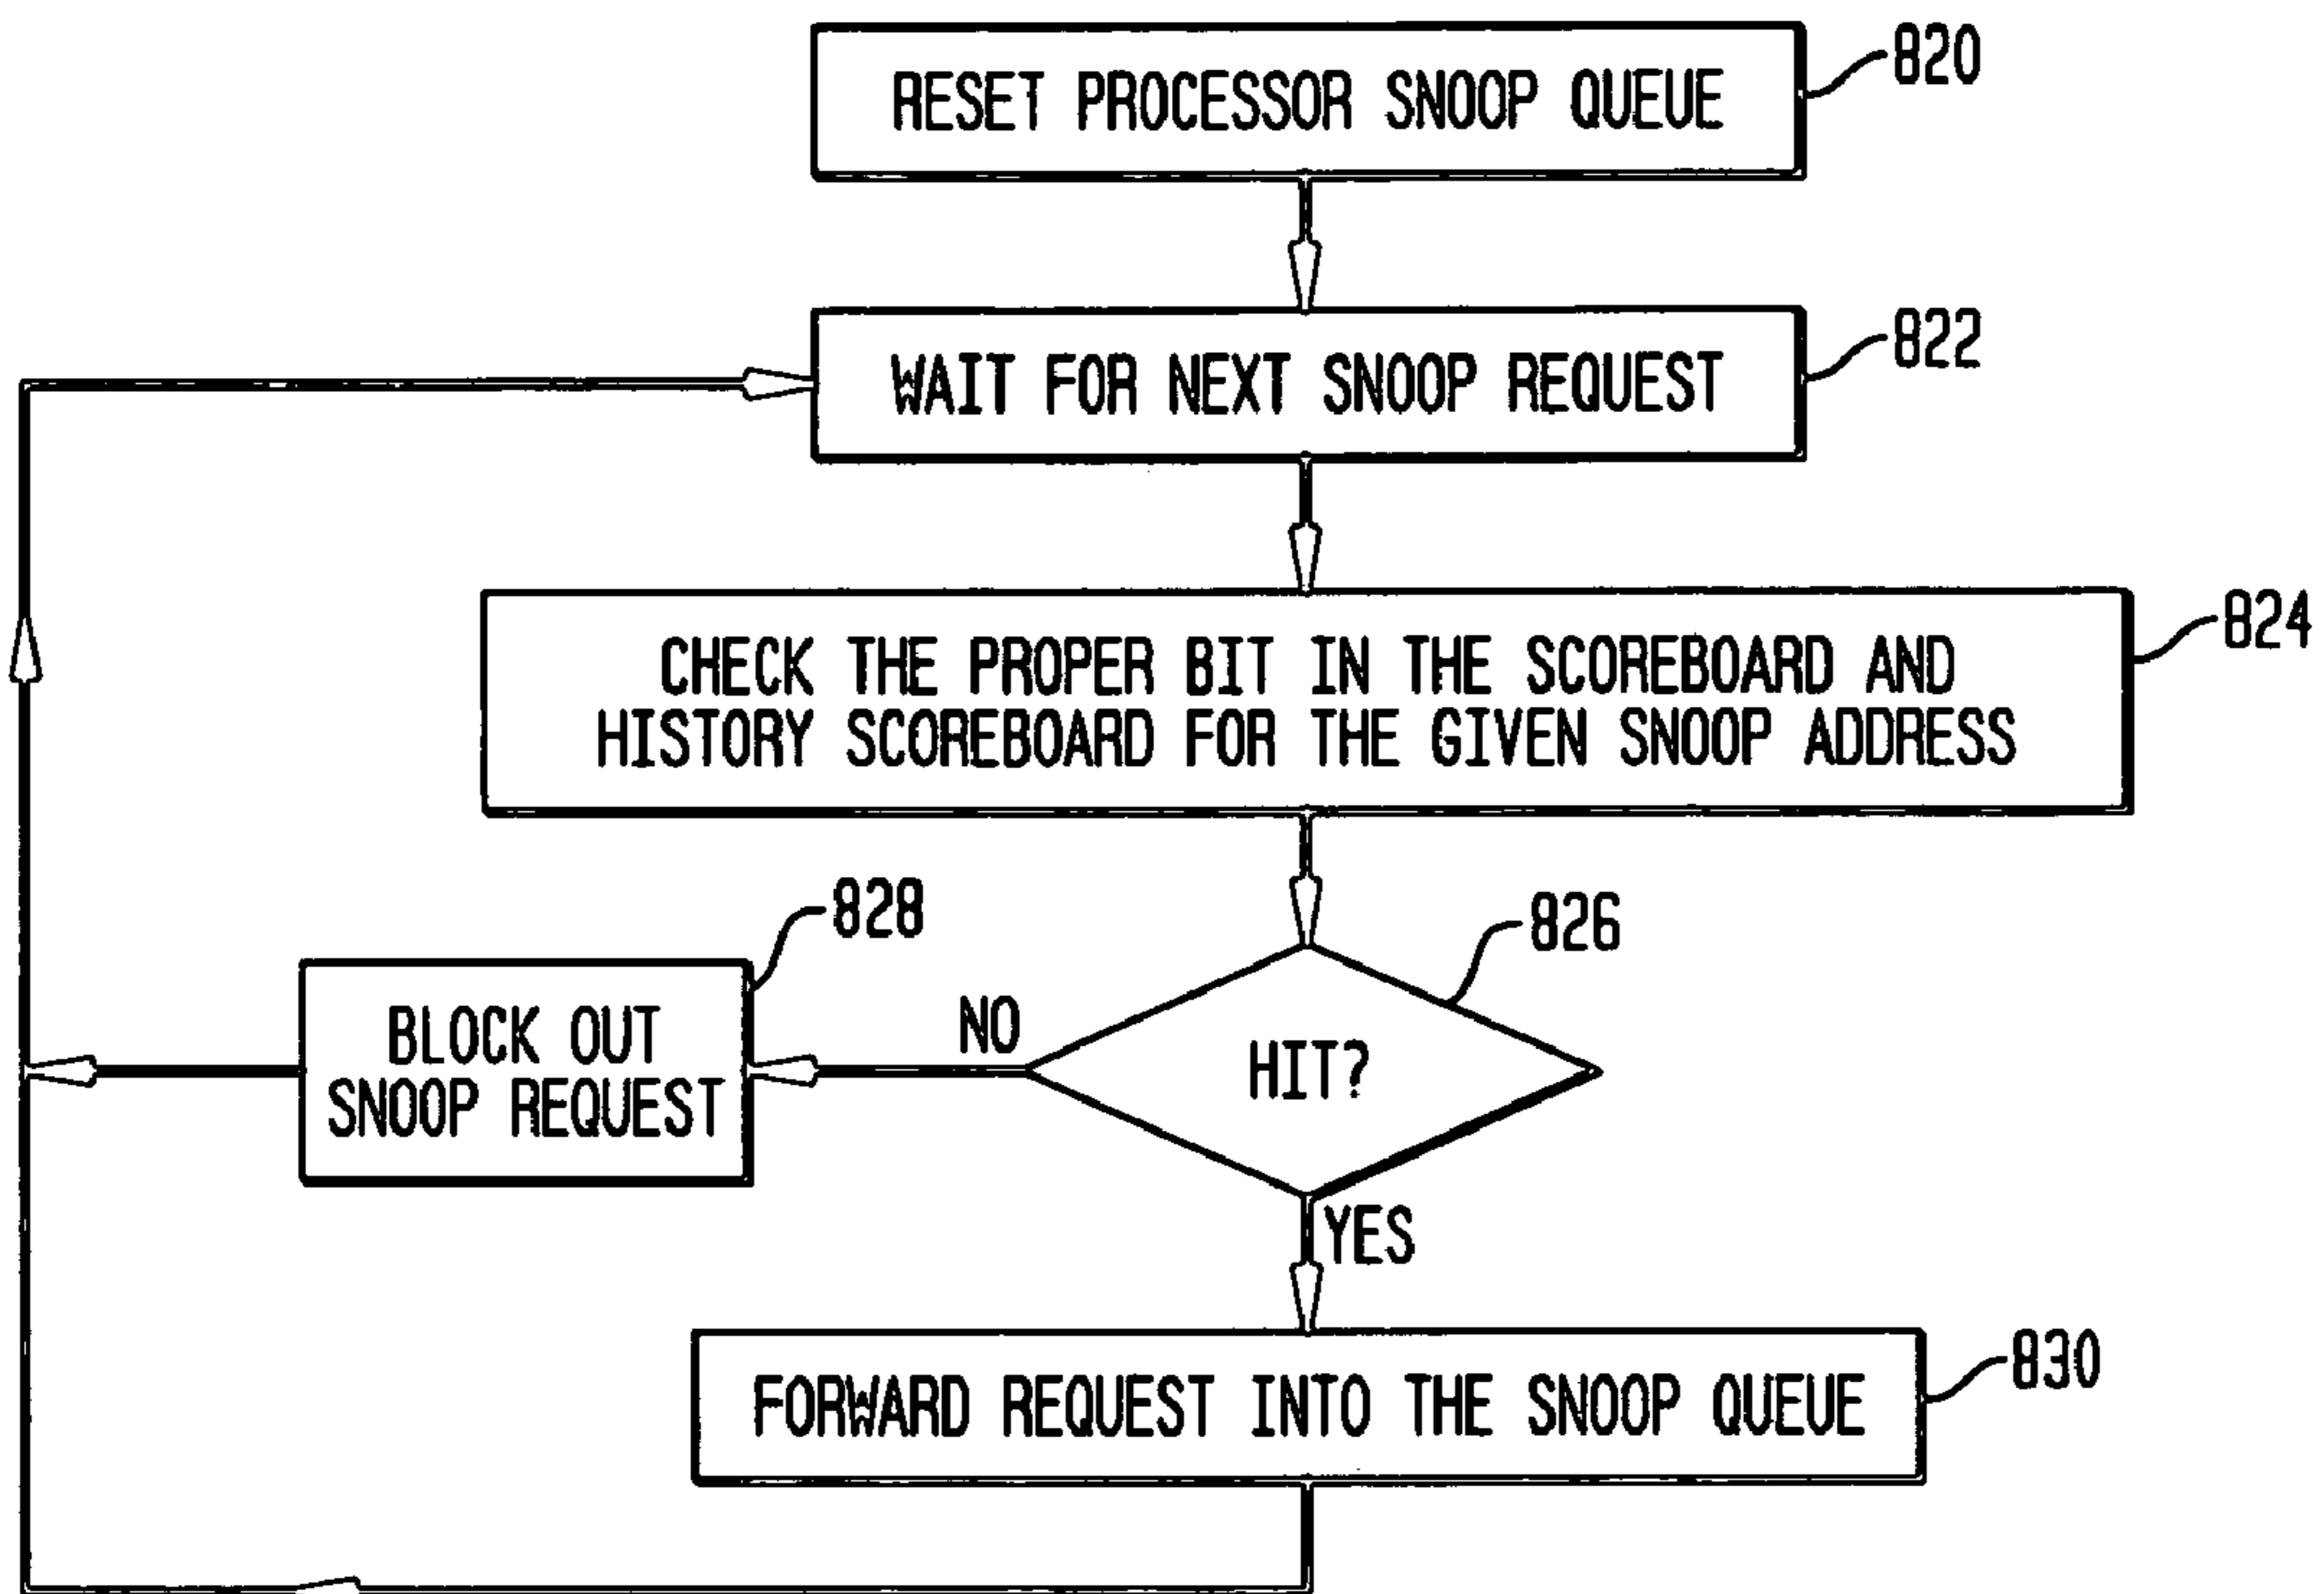 RESET PROCESSOR SNOOP QUEUE
820
WAIT FOR NEXT SNOOP REQUEST
822
CHECK THE PROPER BIT IN THE SCOREBOARD AND
HISTORY SCOREBOARD FOR THE GIVEN SNOOP ADDRESS
824
826
HIT?
NO
828
BLOCK OUT
SNOOP REQUEST
YES
FORWARD REQUEST INTO THE SNOOP QUEUE
830